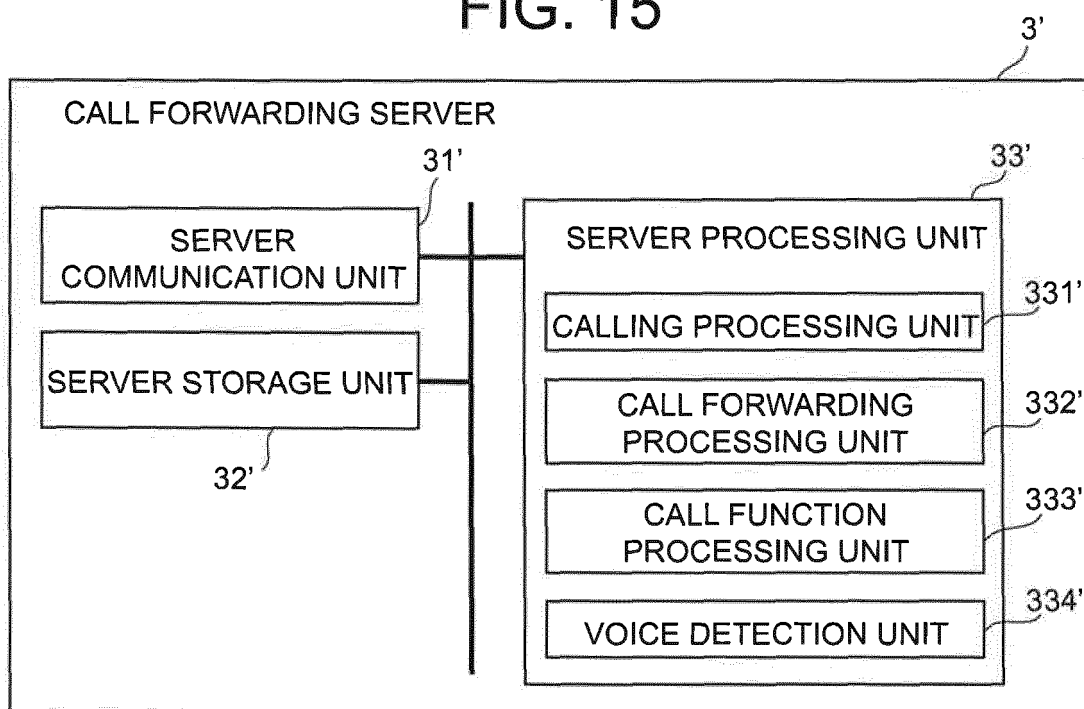 FIG. 15
3'
CALL FORWARDING SERVER
31'
33'
SERVER
COMMUNICATION UNIT
SERVER PROCESSING UNIT
331'
CALLING PROCESSING UNIT
SERVER STORAGE UNIT
32'
CALL FORWARDING
PROCESSING UNIT
332'
CALL FUNCTION
PROCESSING UNIT
333'
334'
VOICE DETECTION UNIT